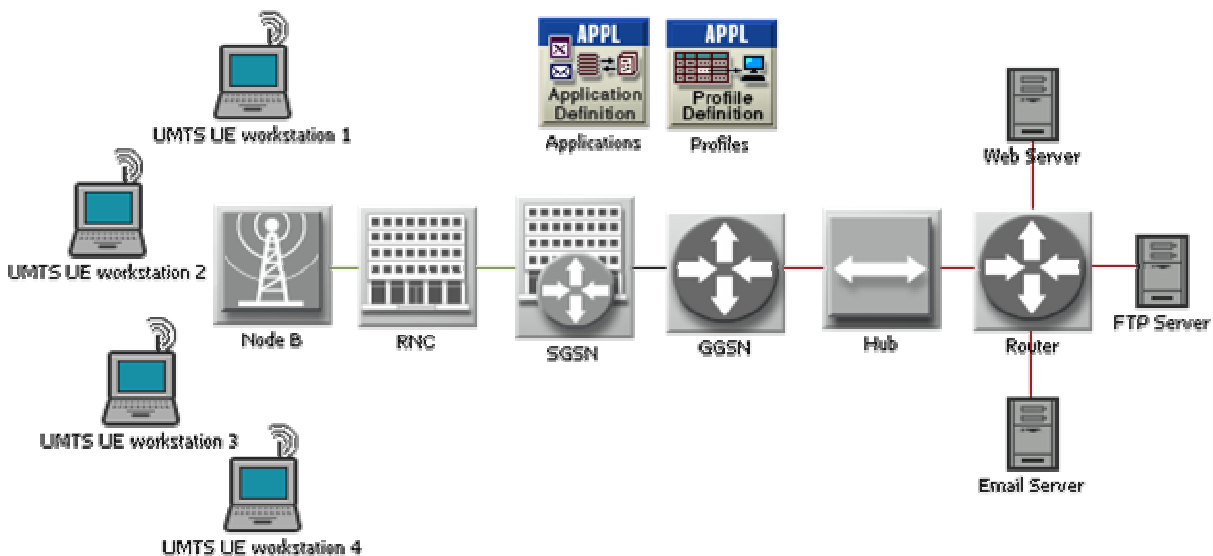 UMTS UE workstation 1
APPL
Application
Definition
Applications
APPL
Profiile
Definition
Profiles
Web Server
UMTS UE workstation 2
Node B
RNC
SGSN
GGSN
Hub
Router
FTP Server
UMTS UE workstation 3
UMTS UE workstation 4
Email Server